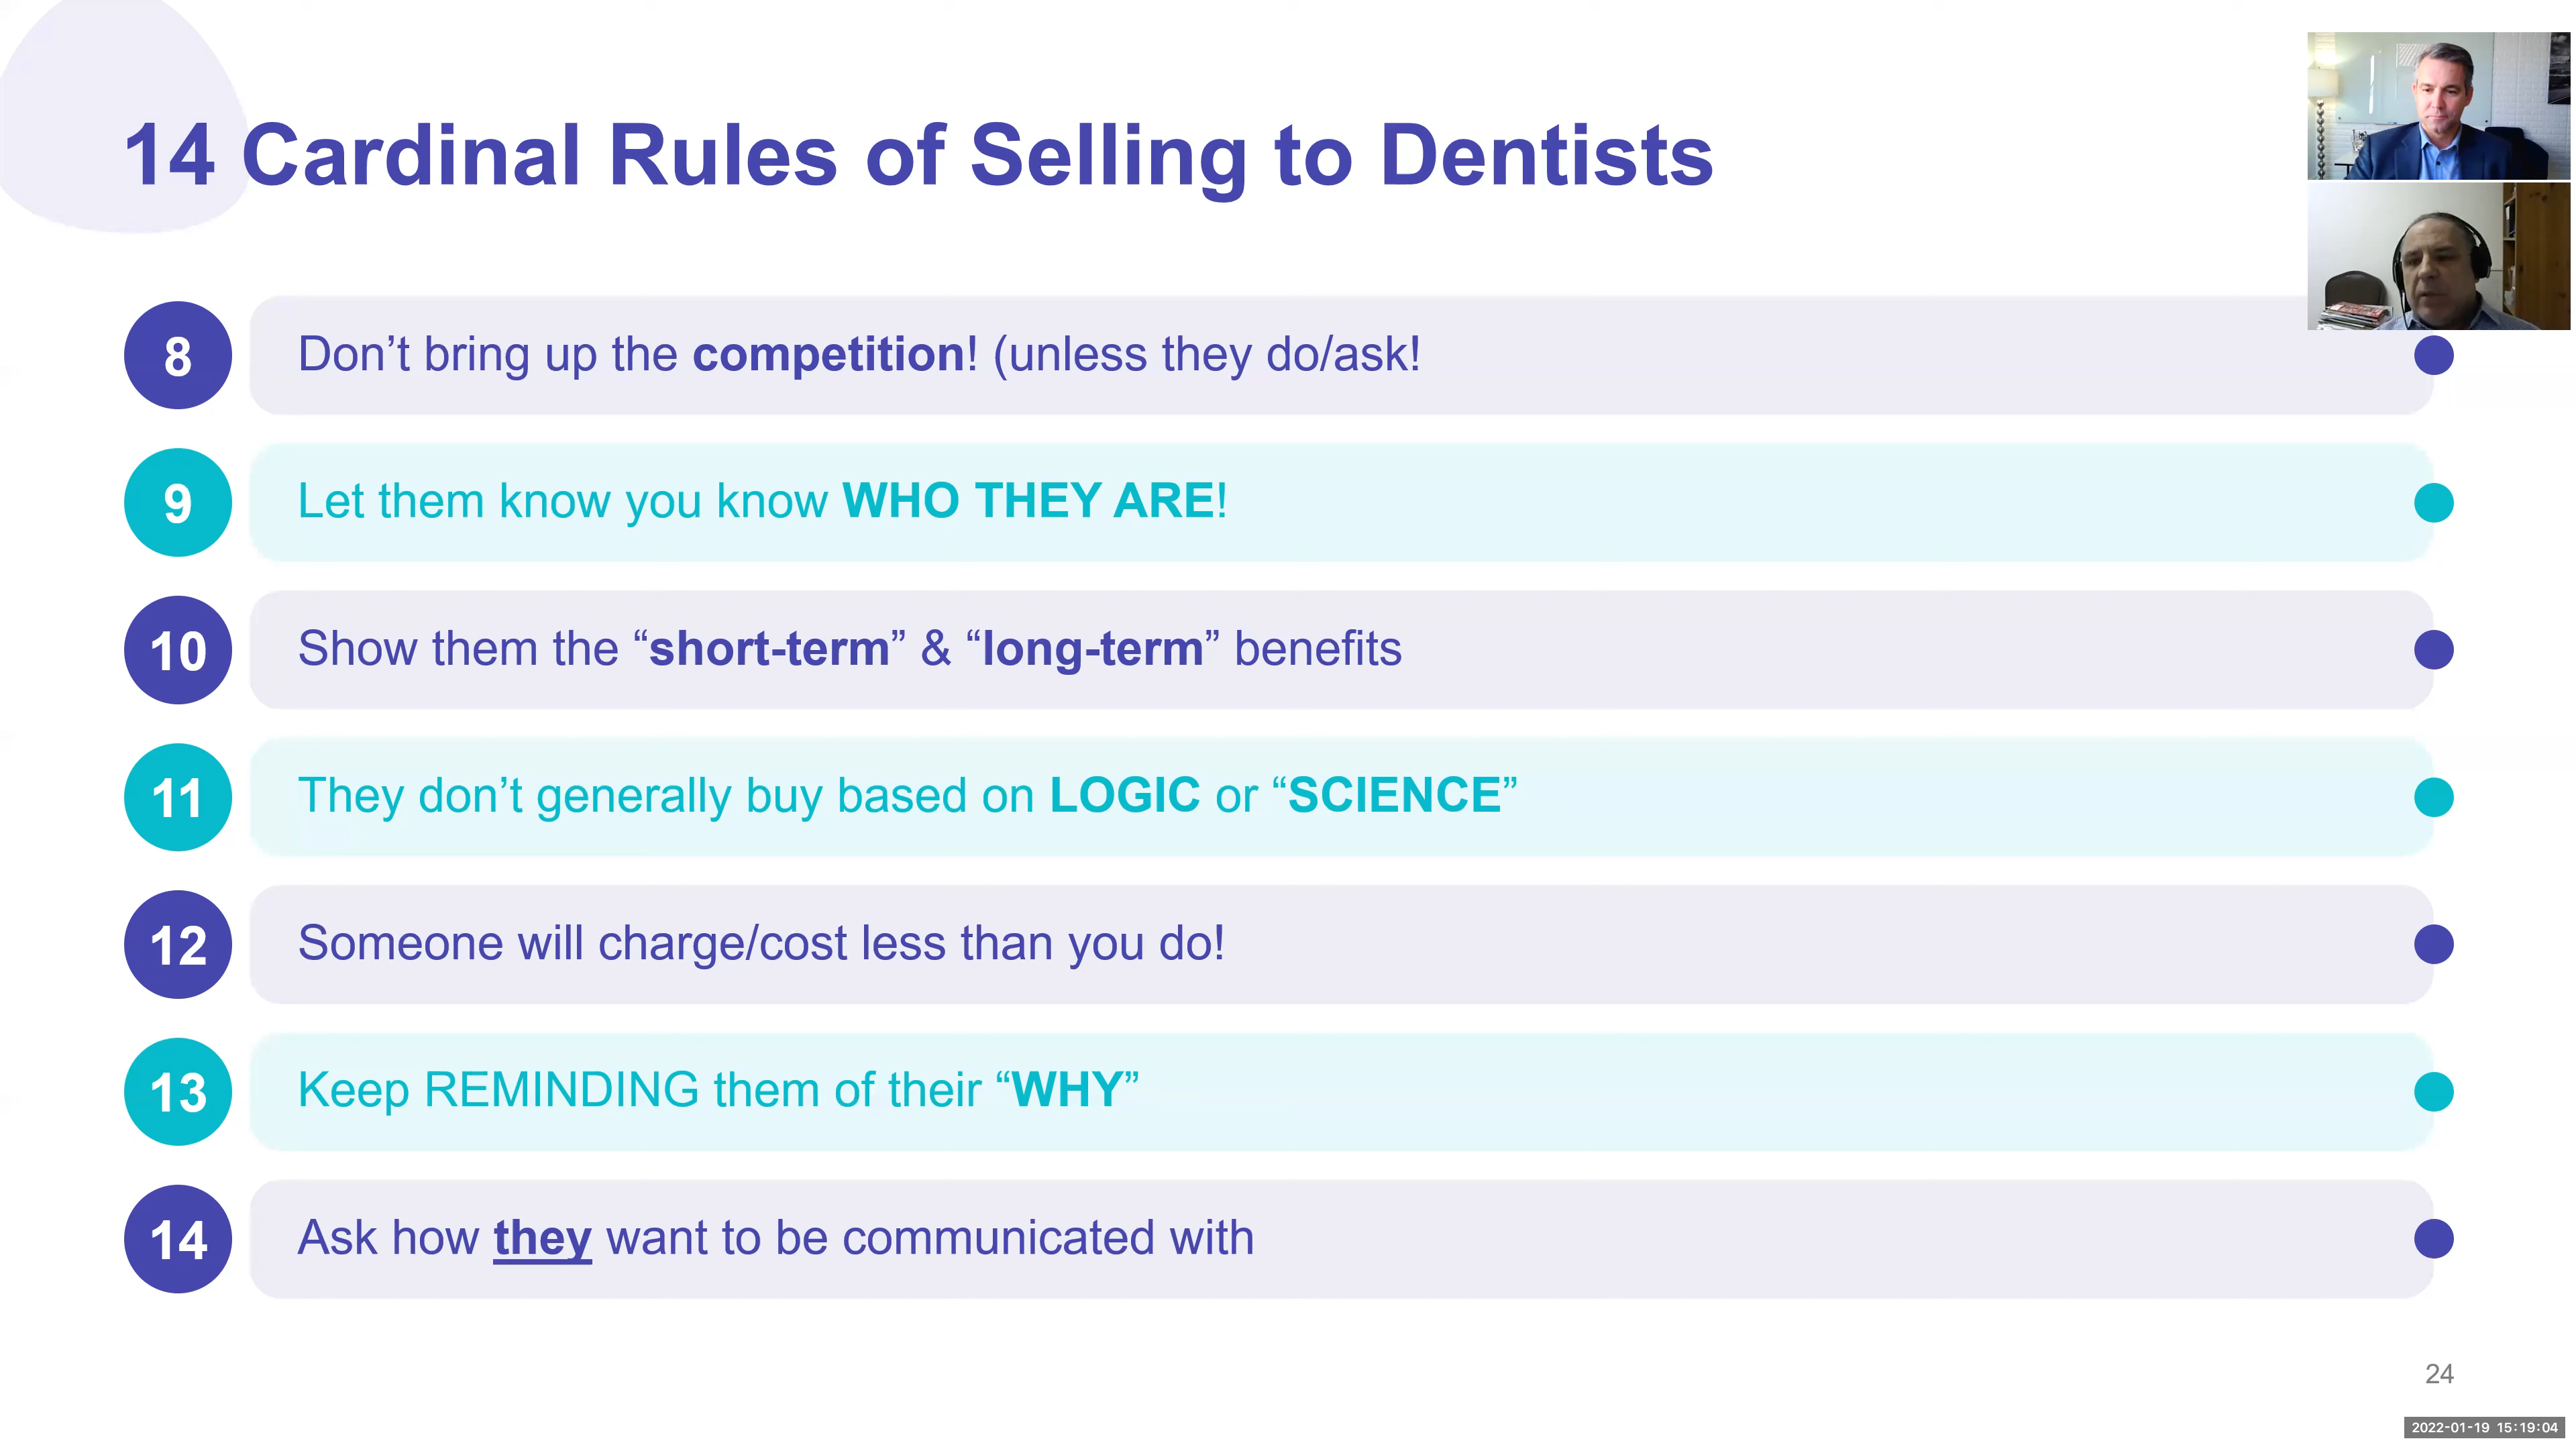 14 Cardinal Rules of Selling to Dentists
8 Don’t bring up the competition! (unless they do/ask!
9 Let them know you know WHO THEY ARE!
10 Show them the “short-term” & “long-term” benefits
11 They don’t generally buy based on LOGIC or “SCIENCE”
12 Someone will charge/cost less than you do!
13 Keep REMINDING them of their “WHY”
14 Ask how they want to be communicated with
24
2022-01-19 15:19:04